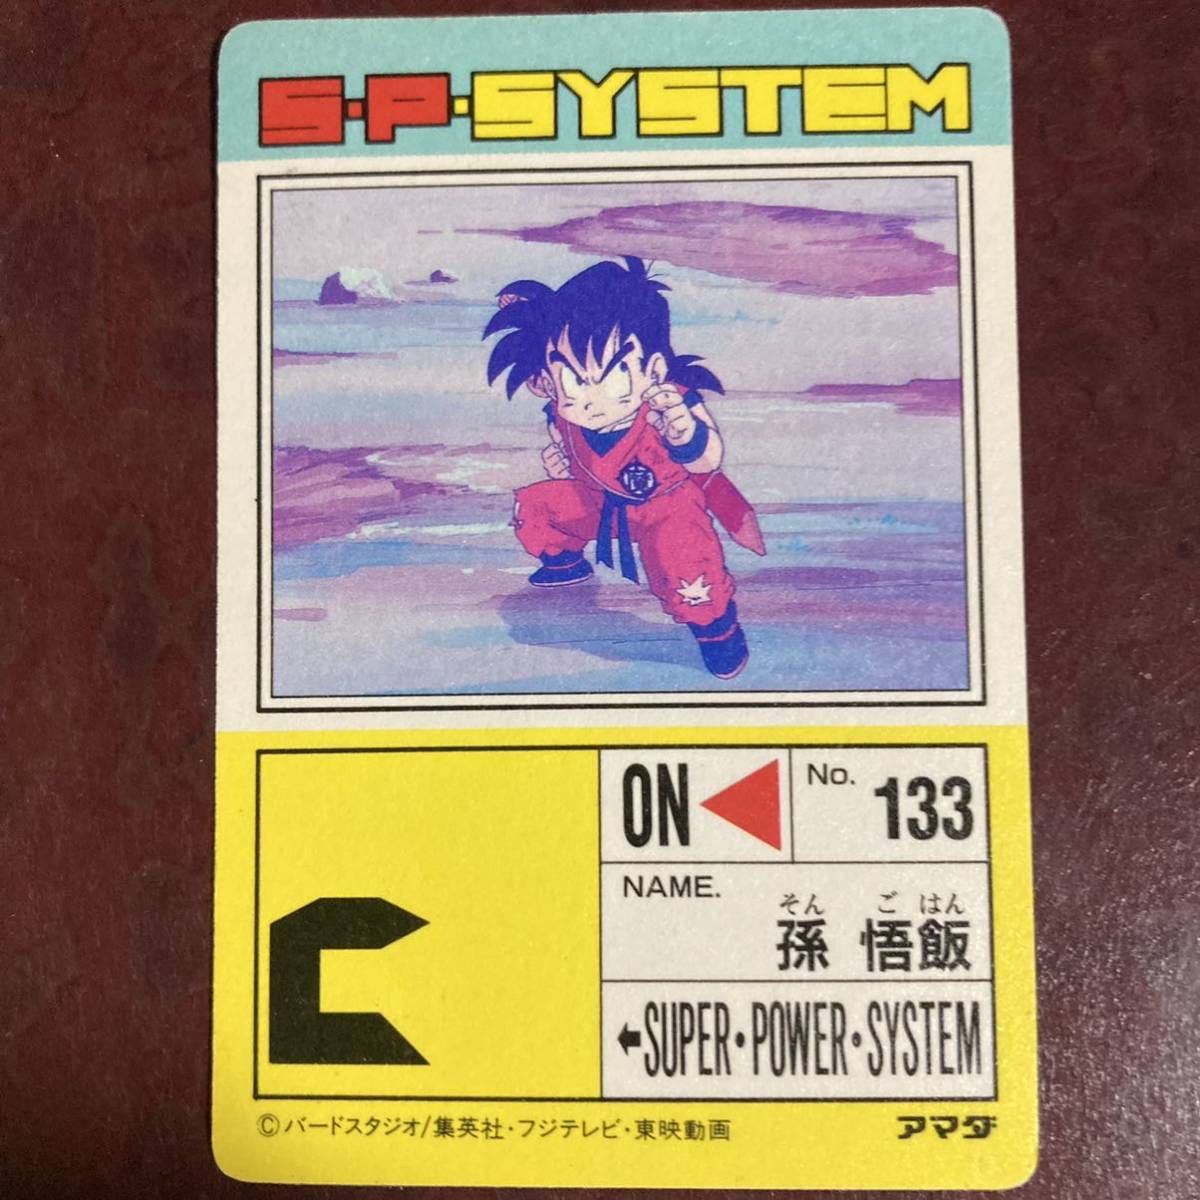 S·P·SYSTEM
ON No. 133
NAME.
そん ご はん
孫 悟飯
SUPER・POWER・SYSTEM
©バードスタジオ/集英社・フジテレビ・東映動画 アマダ